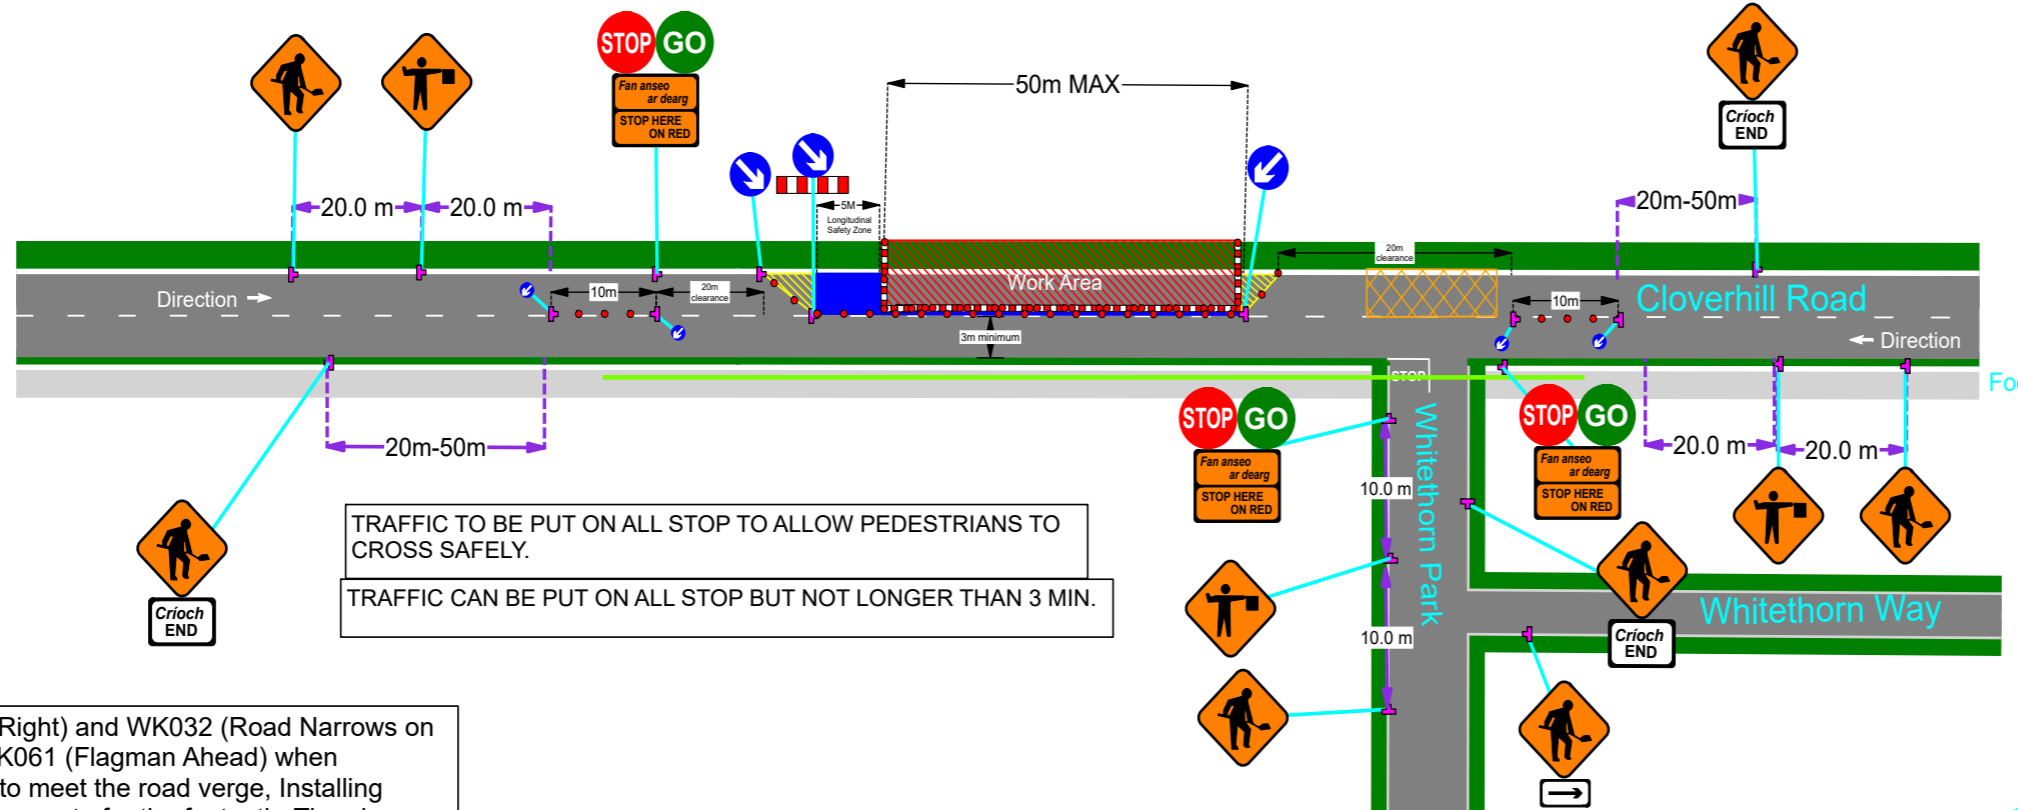 STOP GO
Fan anseo
ar dearg
STOP HERE
ON RED
50m MAX
Críoch
END
20.0 m
20.0 m
5M
Longitudinal
Safety Zone
20m-50m
20m
clearance
Direction
10m
20m
clearance
Work Area
10m
Cloverhill Road
3m minimum
Direction
STOP
Foo
20m-50m
STOP GO
Fan anseo
ar dearg
STOP HERE
ON RED
Whitethorn Park
STOP GO
Fan anseo
ar dearg
STOP HERE
ON RED
20.0 m
20.0 m
10.0 m
TRAFFIC TO BE PUT ON ALL STOP TO ALLOW PEDESTRIANS TO
CROSS SAFELY.
TRAFFIC CAN BE PUT ON ALL STOP BUT NOT LONGER THAN 3 MIN.
Críoch
END
10.0 m
Whitethorn Way
Críoch
END
Right) and WK032 (Road Narrows on
K061 (Flagman Ahead) when
to meet the road verge, Installing